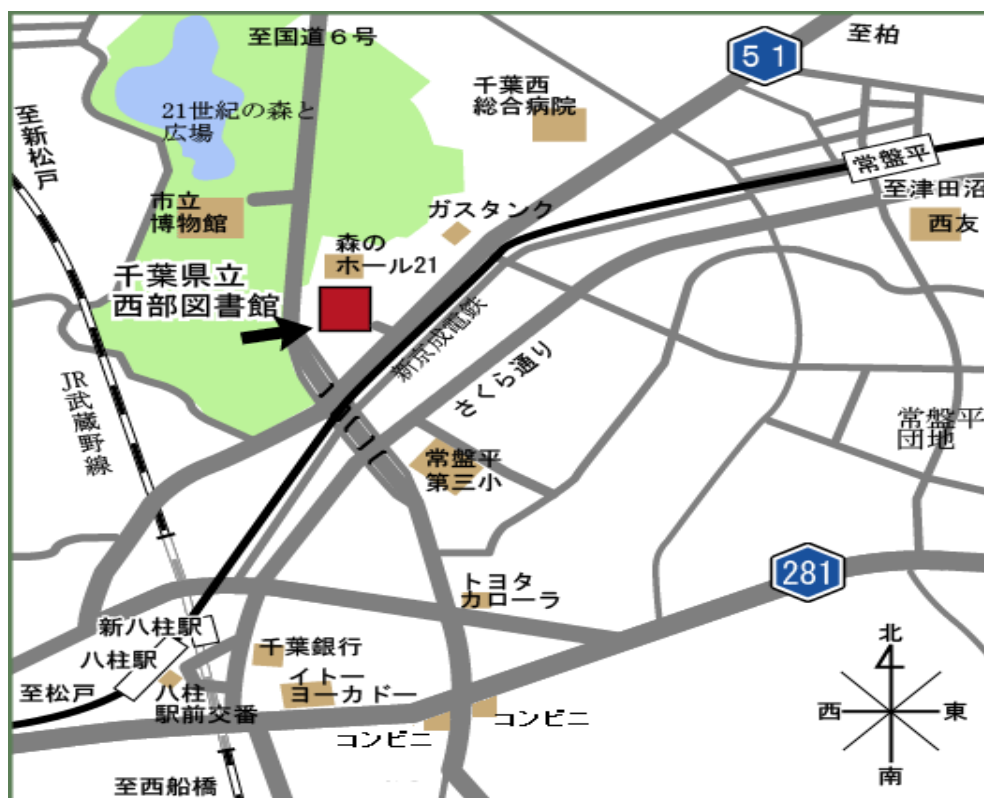 至国道６号
５１
至柏
千葉西
総合病院
21世紀の森と
広場
至新松戸
常盤平
至津田沼
西友
市立
博物館
ガスタンク
森の
ホール21
千葉県立
西部図書館
新京成電鉄
さくら通り
JR武蔵野線
常盤平
団地
常盤平
第三小
281
トヨタ
カローラ
新八柱駅
八柱駅
千葉銀行
至松戸
八柱
駅前交番
イトー
ヨーカドー
コンビニ
コンビニ
至西船橋
北
西
東
南